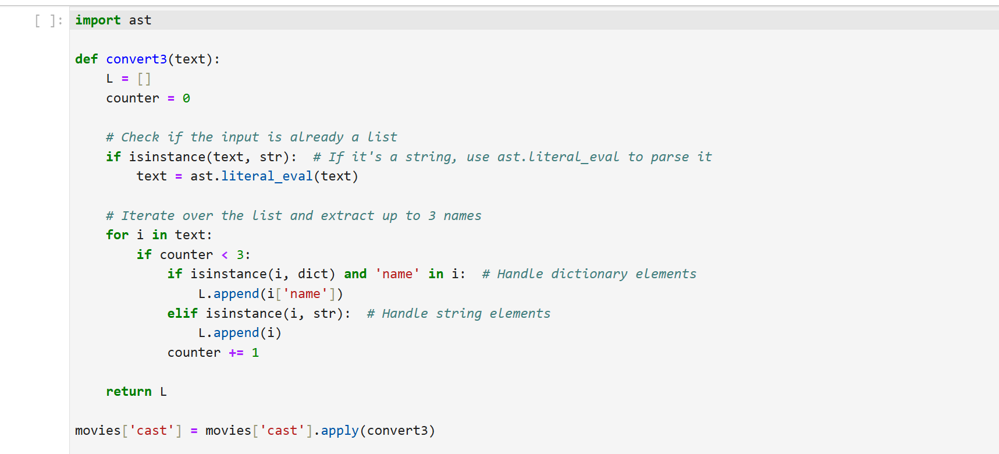 [ ]: import ast
def convert3(text):
    L = []
    counter = 0
    # Check if the input is already a list
    if isinstance(text, str):  # If it's a string, use ast.literal_eval to parse it
        text = ast.literal_eval(text)
    # Iterate over the list and extract up to 3 names
    for i in text:
        if counter < 3:
            if isinstance(i, dict) and 'name' in i:  # Handle dictionary elements
                L.append(i['name'])
            elif isinstance(i, str):  # Handle string elements
                L.append(i)
            counter += 1
    return L
movies['cast'] = movies['cast'].apply(convert3)